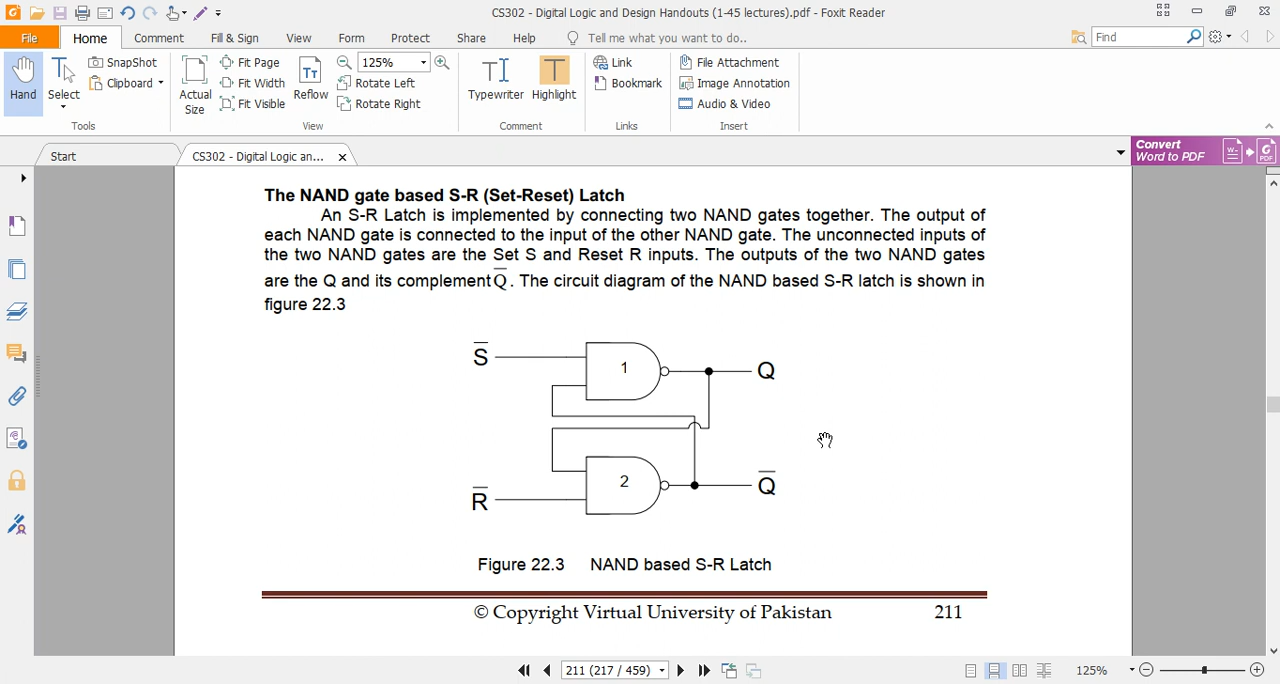 CS302 - Digital Logic and Design Handouts (1-45 lectures).pdf - Foxit Reader
File Home Comment Fill & Sign View Form Protect Share Help Tell me what you want to do.. Find
Hand
Select
SnapShot
Clipboard
Tools
Actual Size
Fit Page
Fit Width
Fit Visible
Reflow
125%
Rotate Left
Rotate Right
View
Typewriter
Highlight
Comment
Link
Bookmark
Links
File Attachment
Image Annotation
Audio & Video
Insert
Start
CS302 - Digital Logic an...
Convert
Word to PDF
PDF
The NAND gate based S-R (Set-Reset) Latch
An S-R Latch is implemented by connecting two NAND gates together. The output of
each NAND gate is connected to the input of the other NAND gate. The unconnected inputs of
the two NAND gates are the Set S and Reset R inputs. The outputs of the two NAND gates
are the Q and its complement Q̅. The circuit diagram of the NAND based S-R latch is shown in
figure 22.3
S̅
1
Q
2
Q̅
R̅
Figure 22.3 NAND based S-R Latch
© Copyright Virtual University of Pakistan 211
211 (217 / 459)
125%